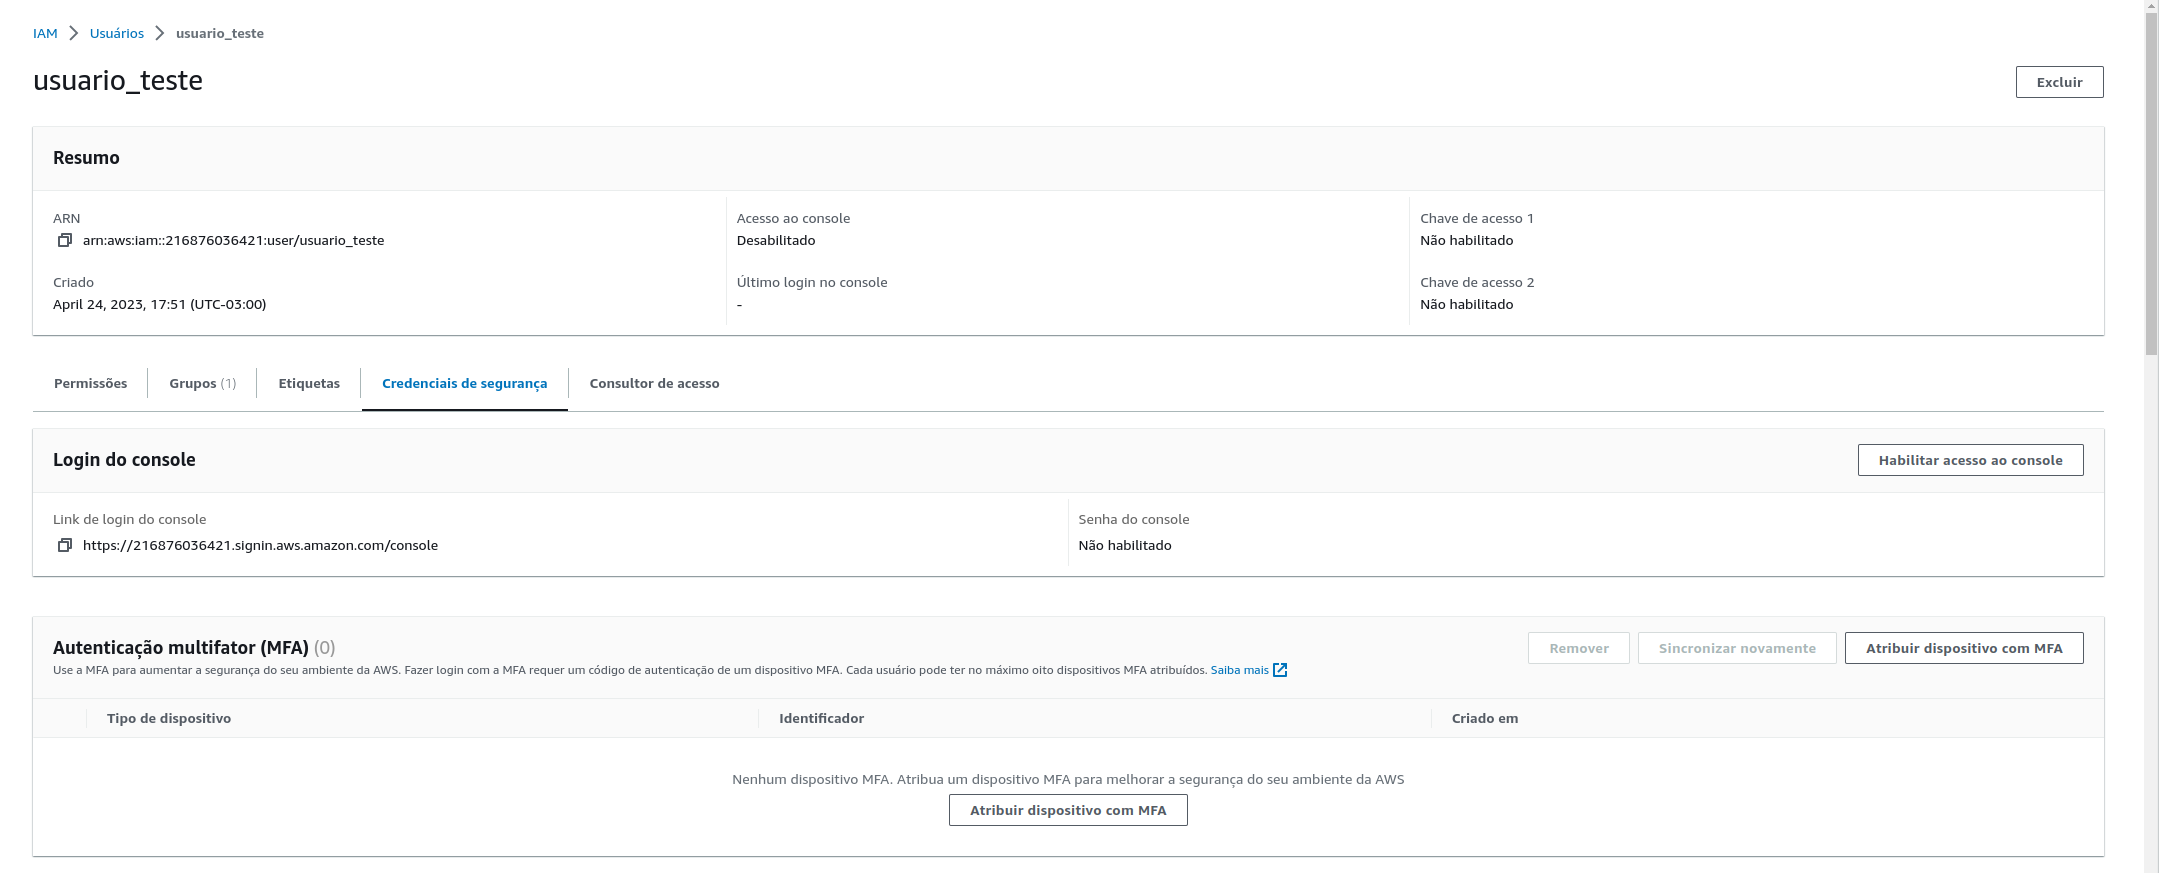 IAM > Usuários > usuario_teste
usuario_teste
Excluir
Resumo
ARN
arn:aws:iam::216876036421:user/usuario_teste
Criado
April 24, 2023, 17:51 (UTC-03:00)
Acesso ao console
Desabilitado
Último login no console
-
Chave de acesso 1
Não habilitado
Chave de acesso 2
Não habilitado
Permissões Grupos (1) Etiquetas Credenciais de segurança Consultor de acesso
Login do console
Habilitar acesso ao console
Link de login do console
https://216876036421.signin.aws.amazon.com/console
Senha do console
Não habilitado
Autenticação multifator (MFA) (0)
Use a MFA para aumentar a segurança do seu ambiente da AWS. Fazer login com a MFA requer um código de autenticação de um dispositivo MFA. Cada usuário pode ter no máximo oito dispositivos MFA atribuídos. Saiba mais
Remover Sincronizar novamente Atribuir dispositivo com MFA
Tipo de dispositivo Identificador Criado em
Nenhum dispositivo MFA. Atribua um dispositivo MFA para melhorar a segurança do seu ambiente da AWS
Atribuir dispositivo com MFA